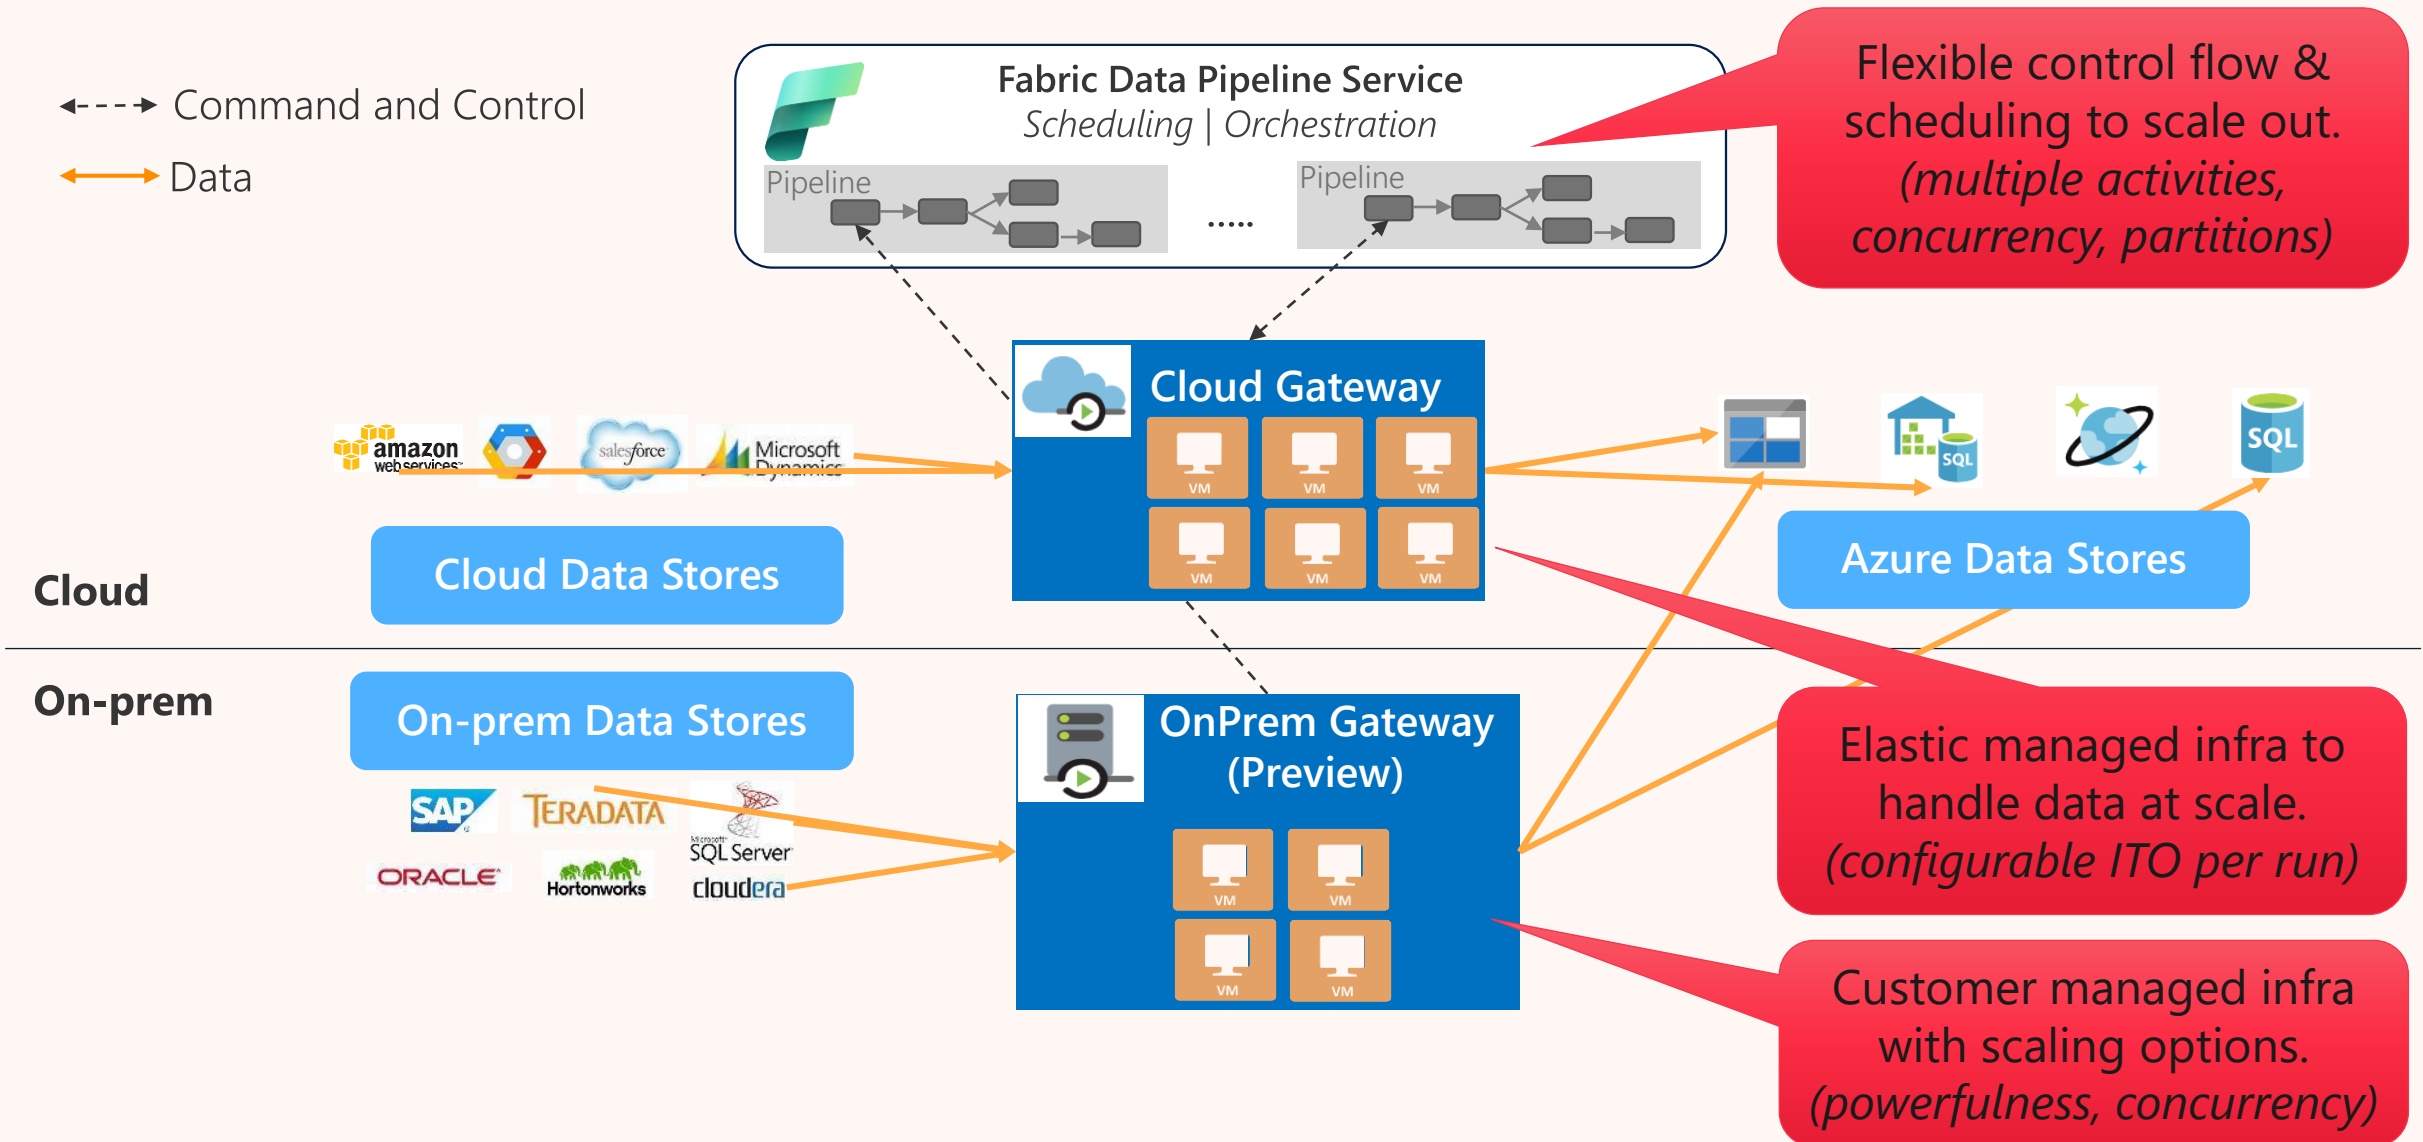 Command and Control
Data
Fabric Data Pipeline Service
Scheduling | Orchestration
Pipeline
.....
Pipeline
Flexible control flow &
scheduling to scale out.
(multiple activities,
concurrency, partitions)
Cloud Gateway
VM
VM
VM
VM
VM
VM
amazon
webservices
salesforce
Microsoft
Dynamics
SQL
SQL
Cloud Data Stores
Azure Data Stores
Cloud
On-prem
On-prem Data Stores
OnPrem Gateway
(Preview)
VM
VM
VM
VM
SAP
TERADATA
Microsoft
SQL Server
ORACLE
Hortonworks
cloudera
Elastic managed infra to
handle data at scale.
(configurable ITO per run)
Customer managed infra
with scaling options.
(powerfulness, concurrency)